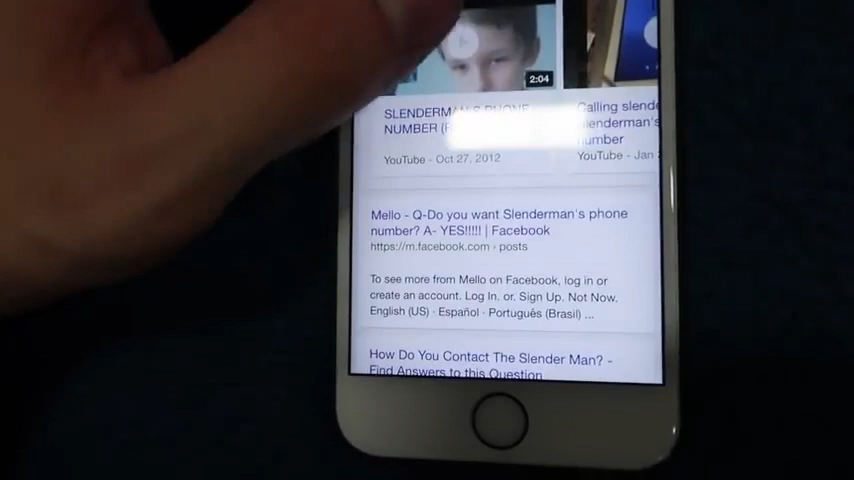 2:04
SLENDERMAN'S PHONE
NUMBER
YouTube - Oct 27, 2012
Calling slende
slenderman's
number
YouTube - Jan
Mello - Q-Do you want Slenderman's phone
number? A- YES!!!!! | Facebook
https://m.facebook.com › posts
To see more from Mello on Facebook, log in or
create an account. Log In. or. Sign Up. Not Now.
English (US) · Español · Português (Brasil) ...
How Do You Contact The Slender Man? -
Find Answers to this Question